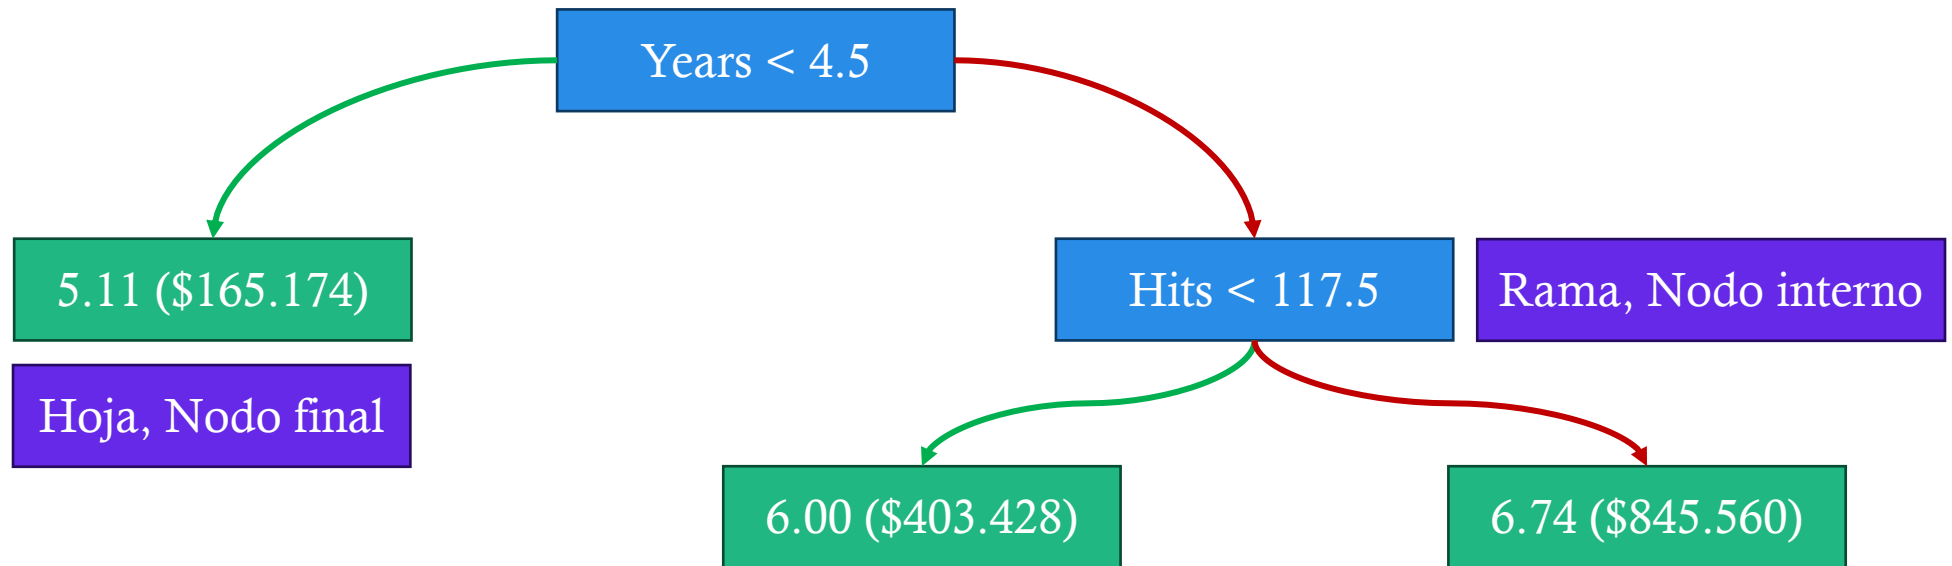 Years < 4.5
5.11 ($165.174)
Hits < 117.5
Rama, Nodo interno
Hoja, Nodo final
6.00 ($403.428)
6.74 ($845.560)